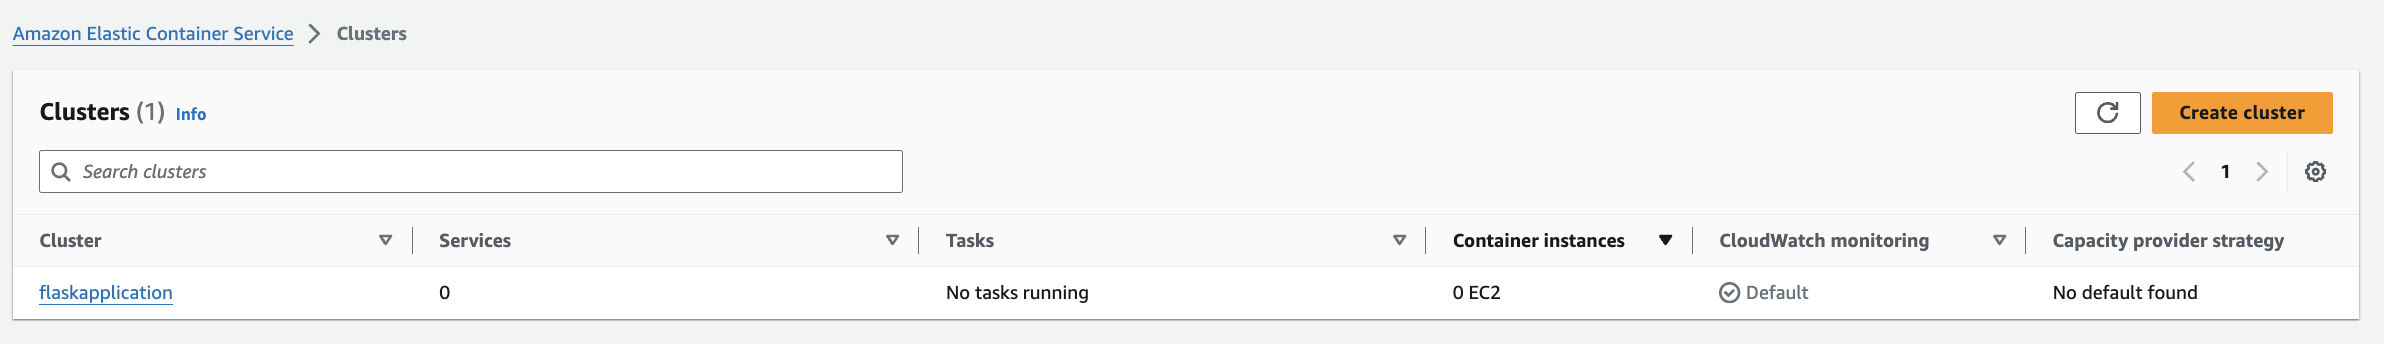 Amazon Elastic Container Service > Clusters
Clusters (1) Info
Create cluster
Search clusters
1
Cluster Services Tasks Container instances CloudWatch monitoring Capacity provider strategy
flaskapplication 0 No tasks running 0 EC2 Default No default found